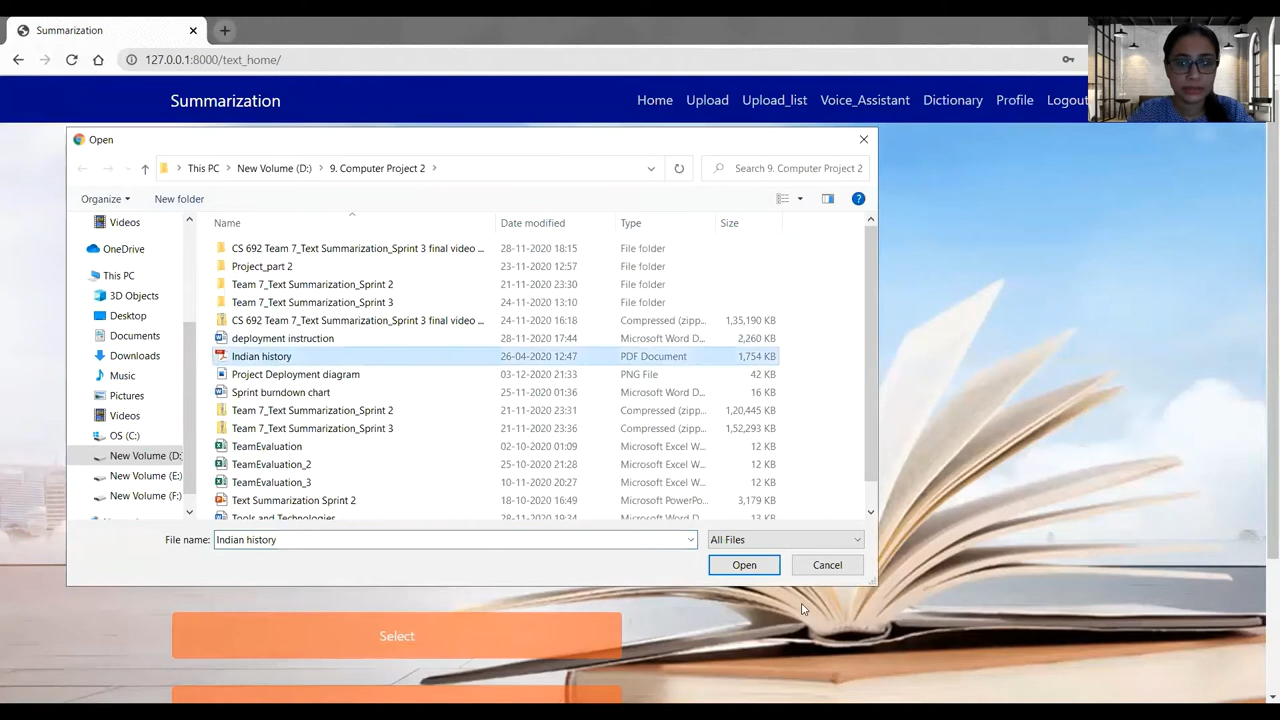 Summarization
127.0.0.1:8000/text_home/
Summarization
Home Upload Upload_list Voice_Assistant Dictionary Profile Logout
Open
This PC New Volume (D:) 9. Computer Project 2
Search 9. Computer Project 2
Organize New folder
Name Date modified Type Size
Videos
OneDrive
This PC
3D Objects
Desktop
Documents
Downloads
Music
Pictures
Videos
OS (C:)
New Volume (D:
New Volume (E:)
New Volume (F:)
CS 692 Team 7_Text Summarization_Sprint 3 final video ... 28-11-2020 18:15 File folder
Project_part 2 23-11-2020 12:57 File folder
Team 7_Text Summarization_Sprint 2 21-11-2020 23:30 File folder
Team 7_Text Summarization_Sprint 3 24-11-2020 13:10 File folder
CS 692 Team 7_Text Summarization_Sprint 3 final video ... 24-11-2020 16:18 Compressed (zipp... 1,35,190 KB
deployment instruction 28-11-2020 17:44 Microsoft Word D... 2,260 KB
Indian history 26-04-2020 12:47 PDF Document 1,754 KB
Project Deployment diagram 03-12-2020 21:33 PNG File 42 KB
Sprint burndown chart 25-11-2020 01:36 Microsoft Word D... 16 KB
Team 7_Text Summarization_Sprint 2 21-11-2020 23:31 Compressed (zipp... 1,20,445 KB
Team 7_Text Summarization_Sprint 3 21-11-2020 23:36 Compressed (zipp... 1,52,293 KB
TeamEvaluation 02-10-2020 01:09 Microsoft Excel W... 12 KB
TeamEvaluation_2 25-10-2020 21:28 Microsoft Excel W... 12 KB
TeamEvaluation_3 10-11-2020 20:27 Microsoft Excel W... 12 KB
Text Summarization Sprint 2 18-10-2020 16:49 Microsoft PowerPo... 3,179 KB
Tools and Technologies 28-11-2020 19:34 Microsoft Word D... 13 KB
File name: Indian history All Files
Open Cancel
Select